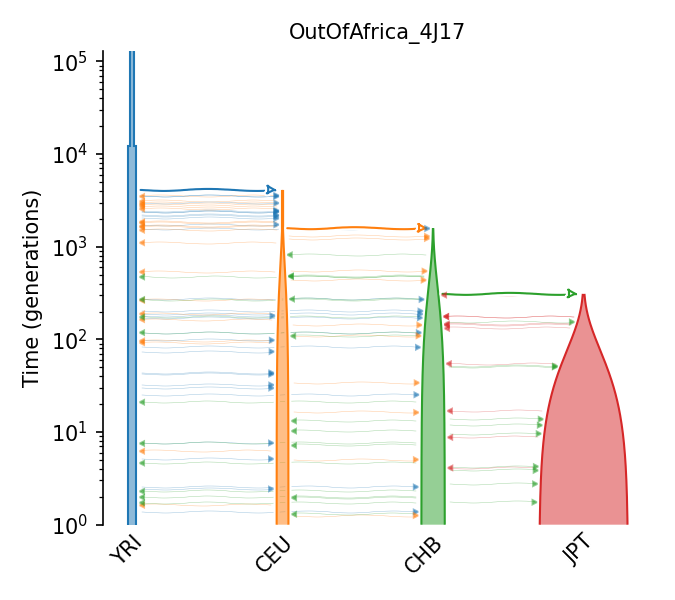 OutOfAfrica_4J17
10^5
10^4
10^3
10^2
10^1
10^0
Time (generations)
YRI
CEU
CHB
JPT